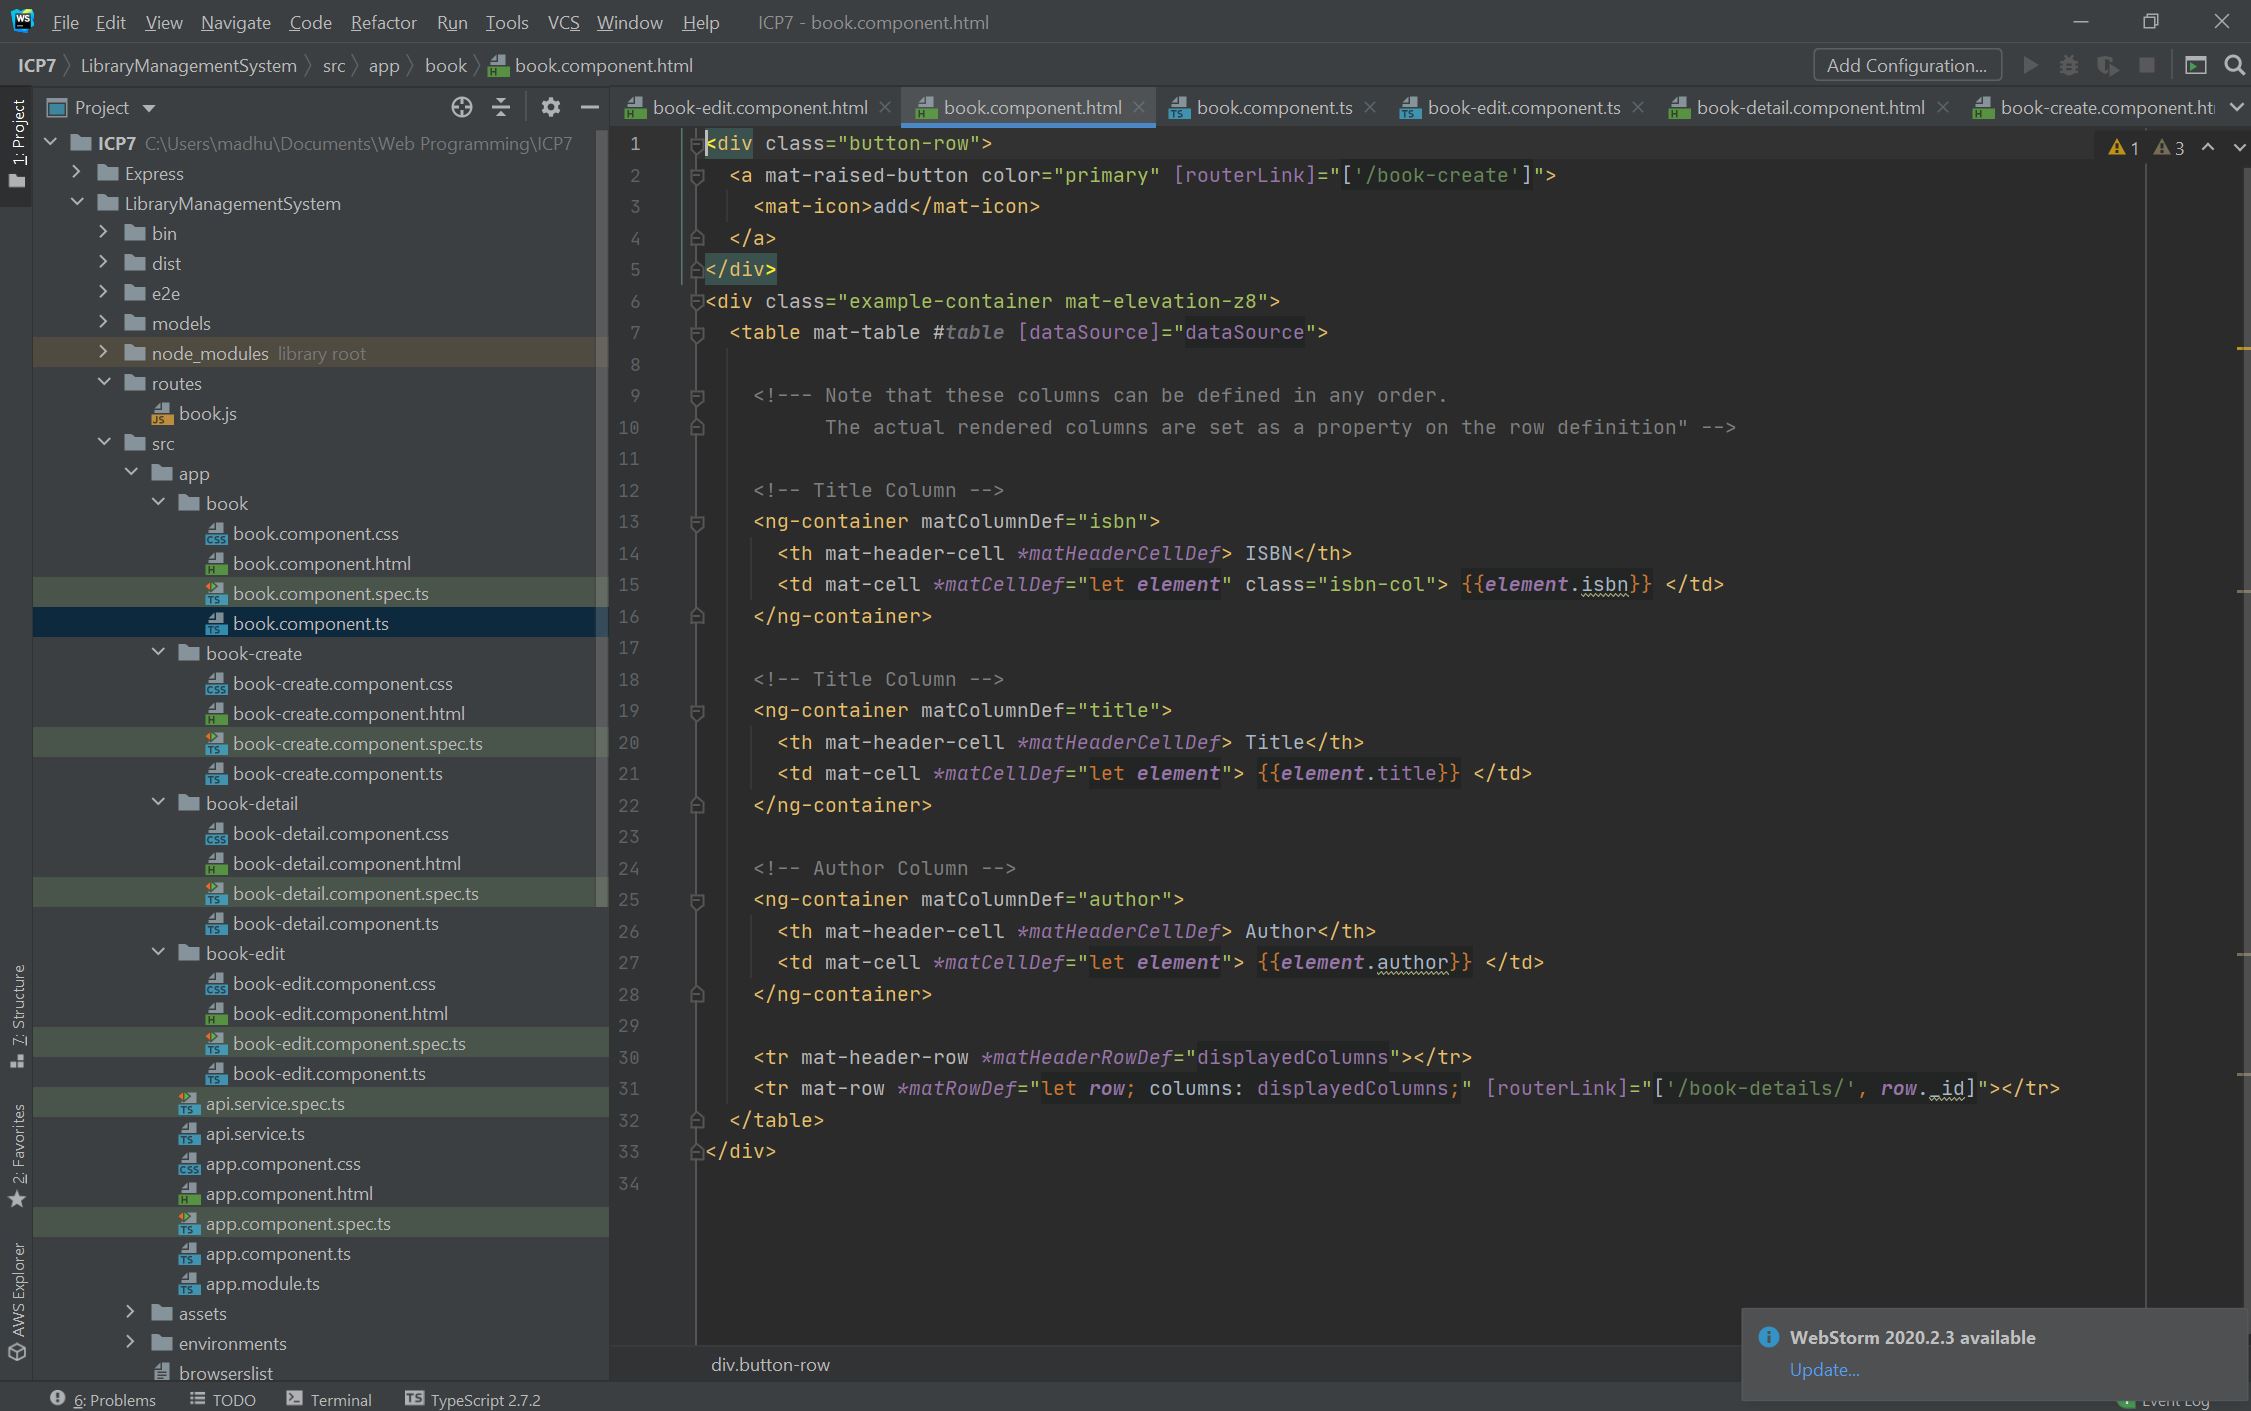 WS File Edit View Navigate Code Refactor Run Tools VCS Window Help ICP7 - book.component.html
ICP7 LibraryManagementSystem src app book book.component.html Add Configuration...
Project
book-edit.component.html book.component.html book.component.ts book-edit.component.ts book-detail.component.html book-create.component.ht
1: Project
7: Structure
2: Favorites
AWS Explorer
ICP7 C:\Users\madhu\Documents\Web Programming\ICP7
Express
LibraryManagementSystem
bin
dist
e2e
models
node_modules library root
routes
book.js
src
app
book
book.component.css
book.component.html
book.component.spec.ts
book.component.ts
book-create
book-create.component.css
book-create.component.html
book-create.component.spec.ts
book-create.component.ts
book-detail
book-detail.component.css
book-detail.component.html
book-detail.component.spec.ts
book-detail.component.ts
book-edit
book-edit.component.css
book-edit.component.html
book-edit.component.spec.ts
book-edit.component.ts
api.service.spec.ts
api.service.ts
app.component.css
app.component.html
app.component.spec.ts
app.component.ts
app.module.ts
assets
environments
browserslist
1 3
1 <div class="button-row">
2 <a mat-raised-button color="primary" [routerLink]="['/book-create']">
3 <mat-icon>add</mat-icon>
4 </a>
5 </div>
6 <div class="example-container mat-elevation-z8">
7 <table mat-table #table [dataSource]="dataSource">
8
9 <!--- Note that these columns can be defined in any order.
10 The actual rendered columns are set as a property on the row definition" -->
11
12 <!-- Title Column -->
13 <ng-container matColumnDef="isbn">
14 <th mat-header-cell *matHeaderCellDef> ISBN</th>
15 <td mat-cell *matCellDef="let element" class="isbn-col"> {{element.isbn}} </td>
16 </ng-container>
17
18 <!-- Title Column -->
19 <ng-container matColumnDef="title">
20 <th mat-header-cell *matHeaderCellDef> Title</th>
21 <td mat-cell *matCellDef="let element"> {{element.title}} </td>
22 </ng-container>
23
24 <!-- Author Column -->
25 <ng-container matColumnDef="author">
26 <th mat-header-cell *matHeaderCellDef> Author</th>
27 <td mat-cell *matCellDef="let element"> {{element.author}} </td>
28 </ng-container>
29
30 <tr mat-header-row *matHeaderRowDef="displayedColumns"></tr>
31 <tr mat-row *matRowDef="let row; columns: displayedColumns;" [routerLink]="['/book-details/', row._id]"></tr>
32 </table>
33 </div>
34
div.button-row
WebStorm 2020.2.3 available
Update...
6: Problems TODO Terminal TypeScript 2.7.2 Event Log